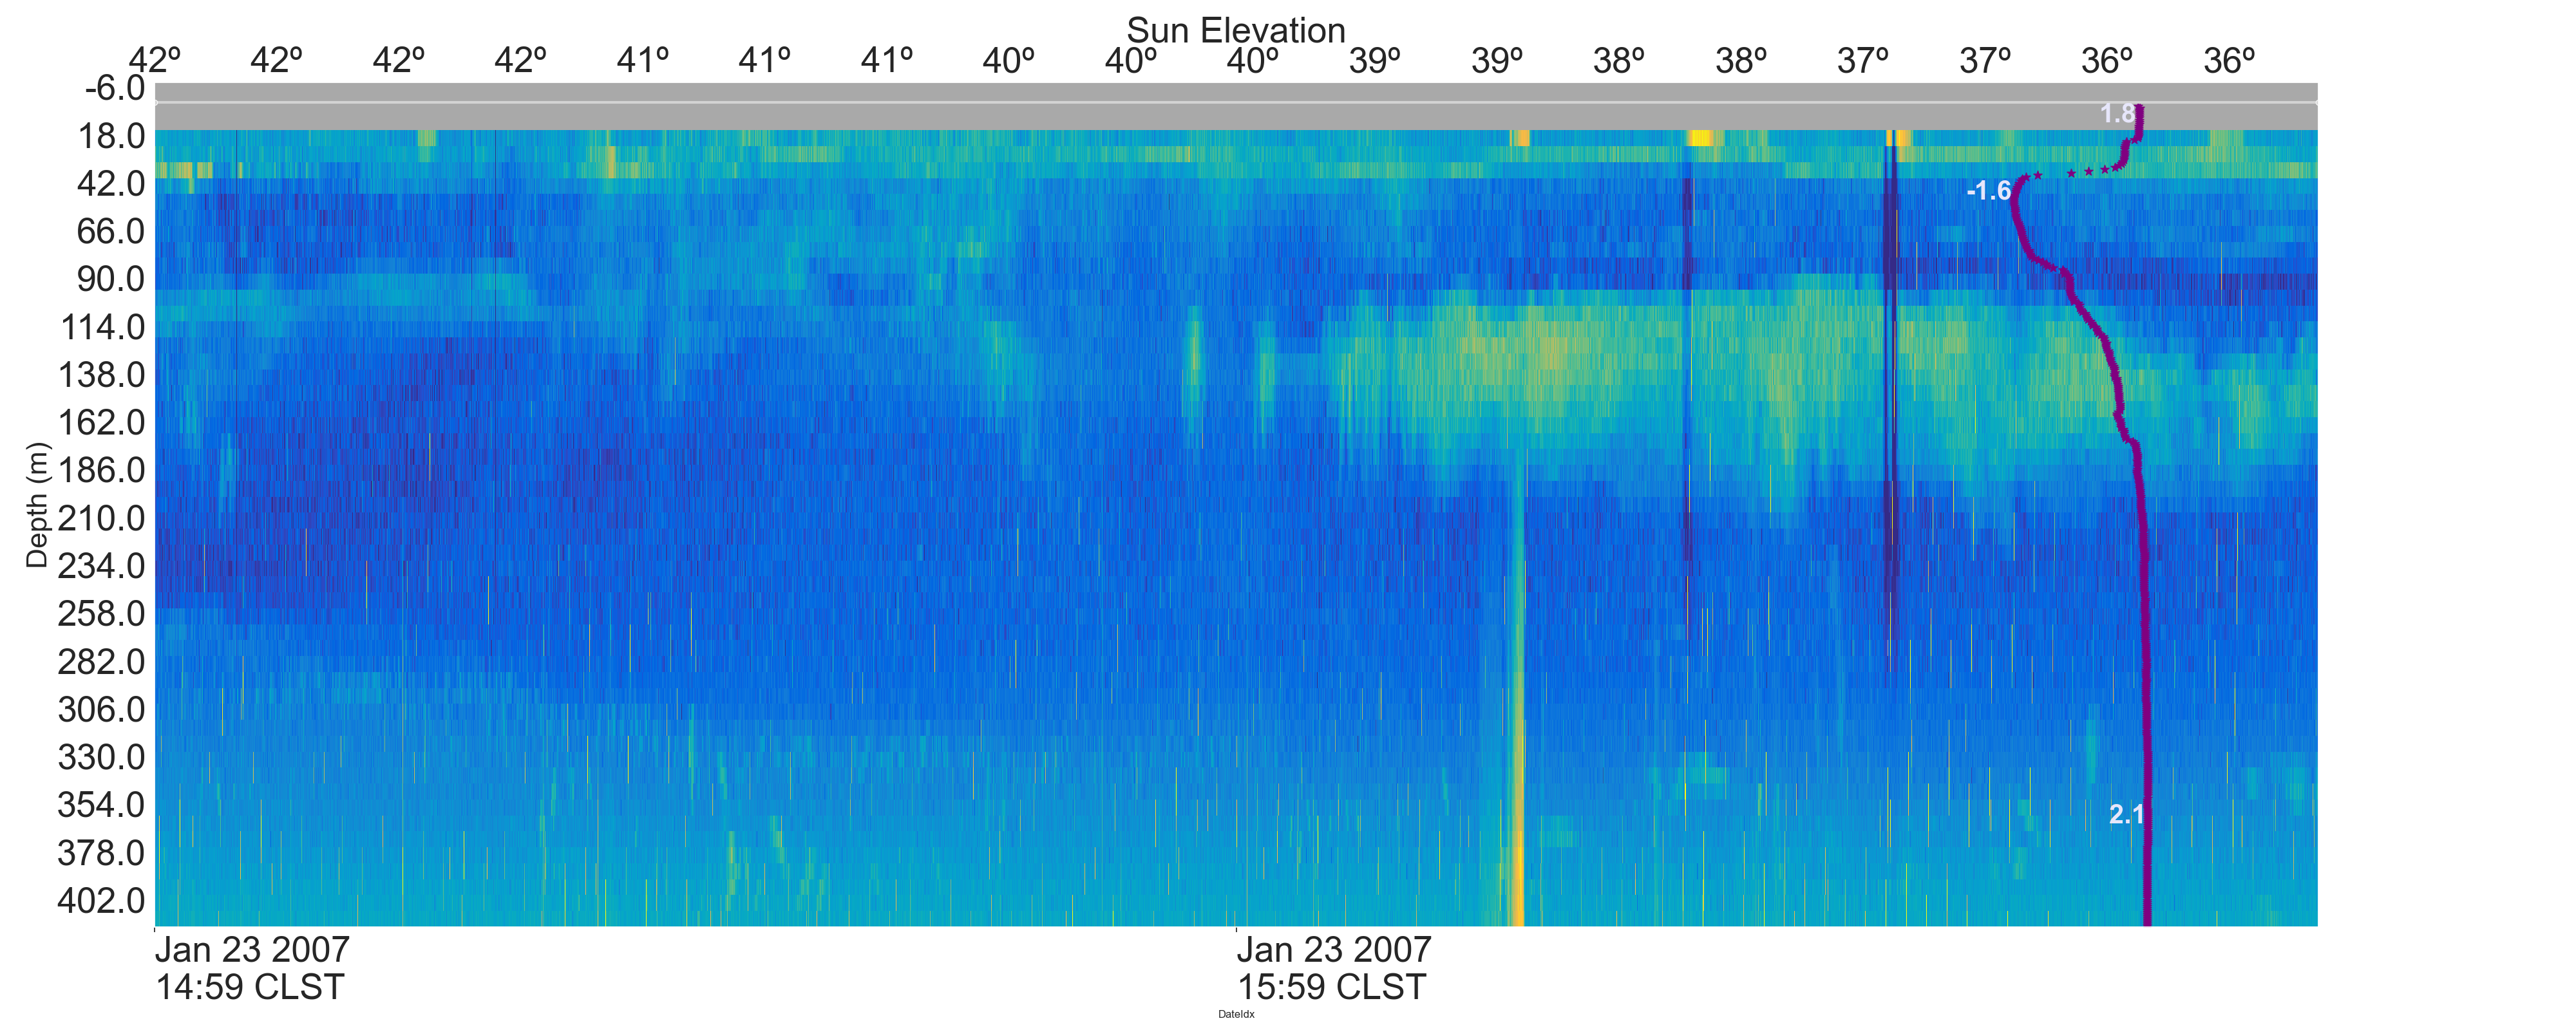 Sun Elevation
42º 42º 42º 42º 41º 41º 41º 40º 40º 40º 39º 39º 38º 38º 37º 37º 36º 36º
-6.0
18.0
42.0
66.0
90.0
114.0
138.0
162.0
186.0
210.0
234.0
258.0
282.0
306.0
330.0
354.0
378.0
402.0
Depth (m)
1.8
-1.6
2.1
Jan 23 2007
14:59 CLST
Jan 23 2007
15:59 CLST
DateIdx